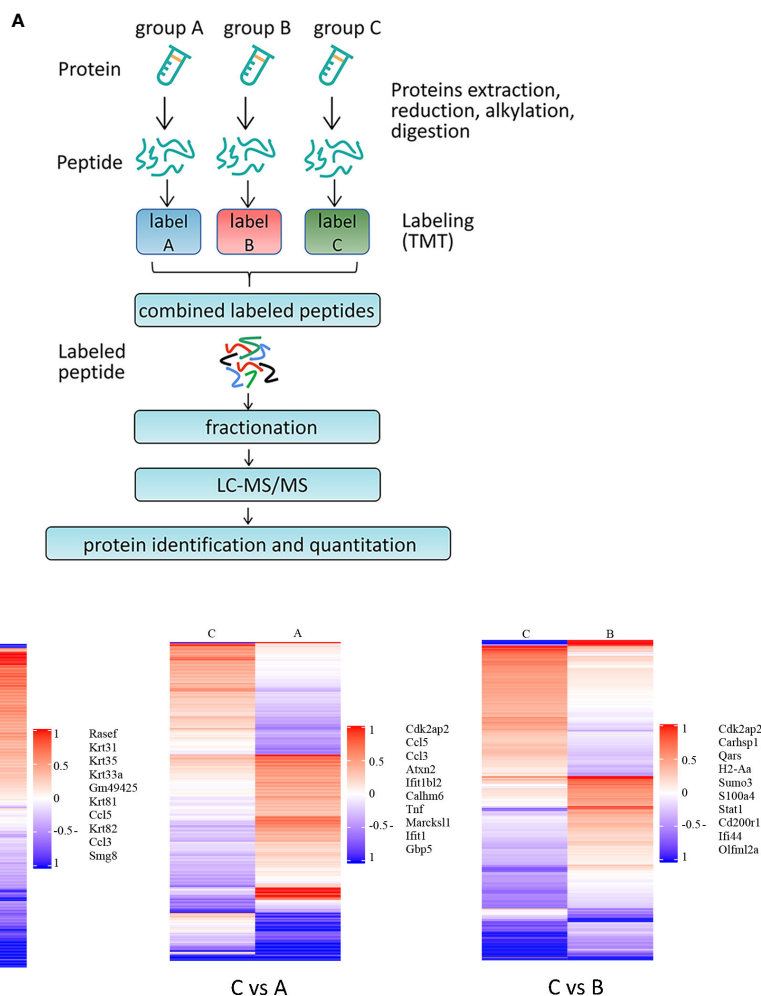 A
group A group B group C
Protein
Proteins extraction,
reduction, alkylation,
digestion
Peptide
label
A
label
B
label
C
Labeling
(TMT)
combined labeled peptides
Labeled
peptide
fractionation
LC-MS/MS
protein identification and quantitation
1
0.5
0
-0.5-
1
Rasef
Krt31
Krt35
Krt33a
Gm49425
Krt81
Ccl5
Krt82
Ccl3
Smg8
C A
1
0.5
0
-0.5-
1
Cdk2ap2
Ccl5
Ccl3
Atxn2
Ifit1bl2
Calhm6
Tnf
Marcksl1
Ifit1
Gbp5
C vs A
C B
1
0.5
0
-0.5-
1
Cdk2ap2
Carhsp1
Qars
H2-Aa
Sumo3
S100a4
Stat1
Cd200r1
Ifi44
Olfml2a
C vs B